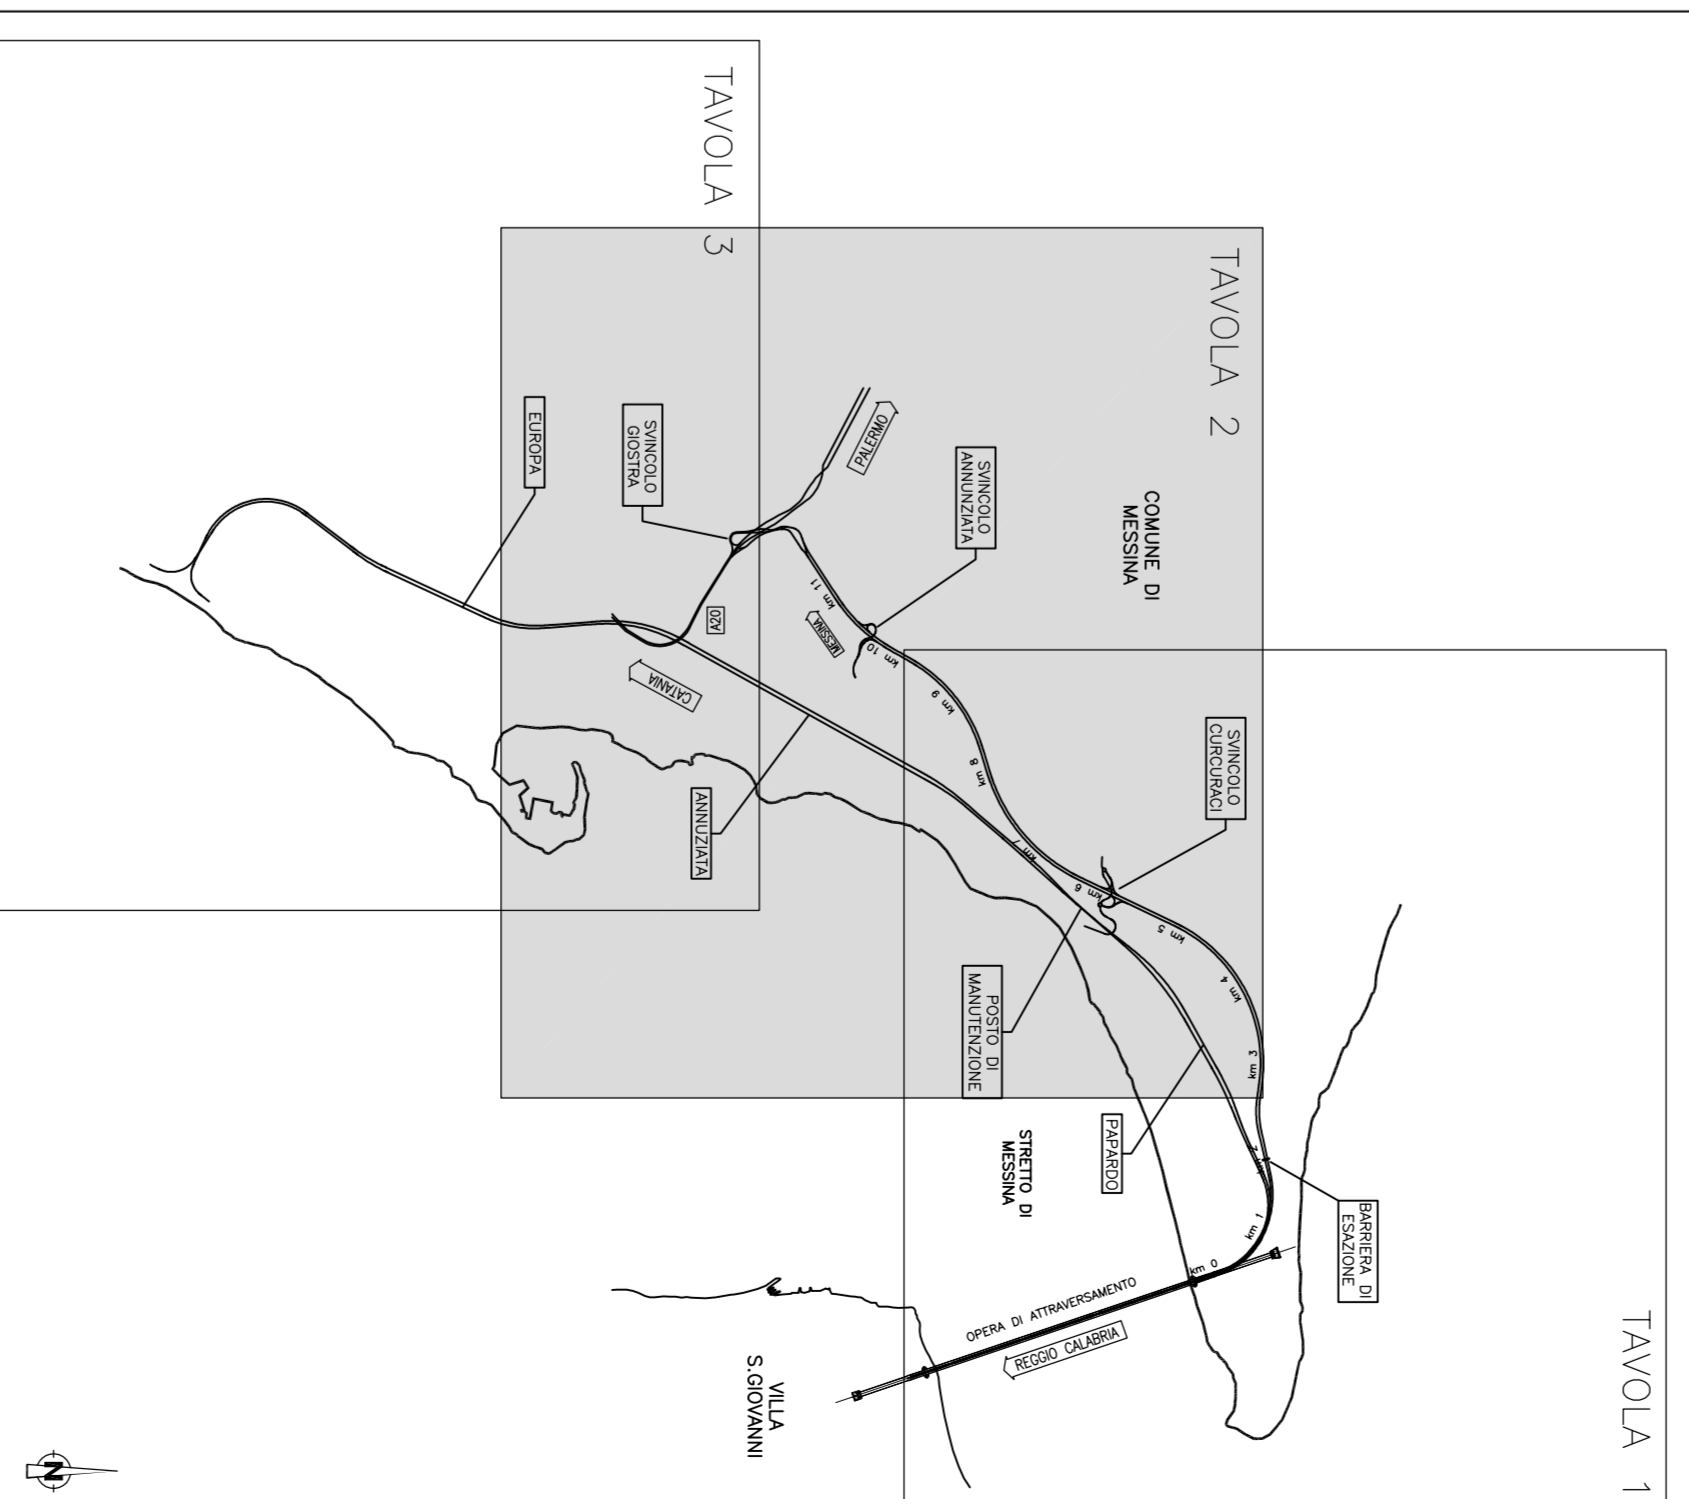 TAVOLA 1
TAVOLA 2
TAVOLA 3
COMUNE DI
MESSINA
SVINCOLO
ANNUNZIATA
PALERMO
SVINCOLO
GIOSTRA
EUROPA
A20
MESSINA
CATANIA
ANNUZIATA
SVINCOLO
CURCURACI
POSTO DI
MANUTENZIONE
PAPARDO
BARRIERA DI
ESAZIONE
STRETTO DI
MESSINA
km 0
km 1
km 2
km 3
km 4
km 5
km 6
km 7
km 8
km 9
km 10
km 11
OPERA DI ATTRAVERSAMENTO
REGGIO CALABRIA
VILLA
S.GIOVANNI
N